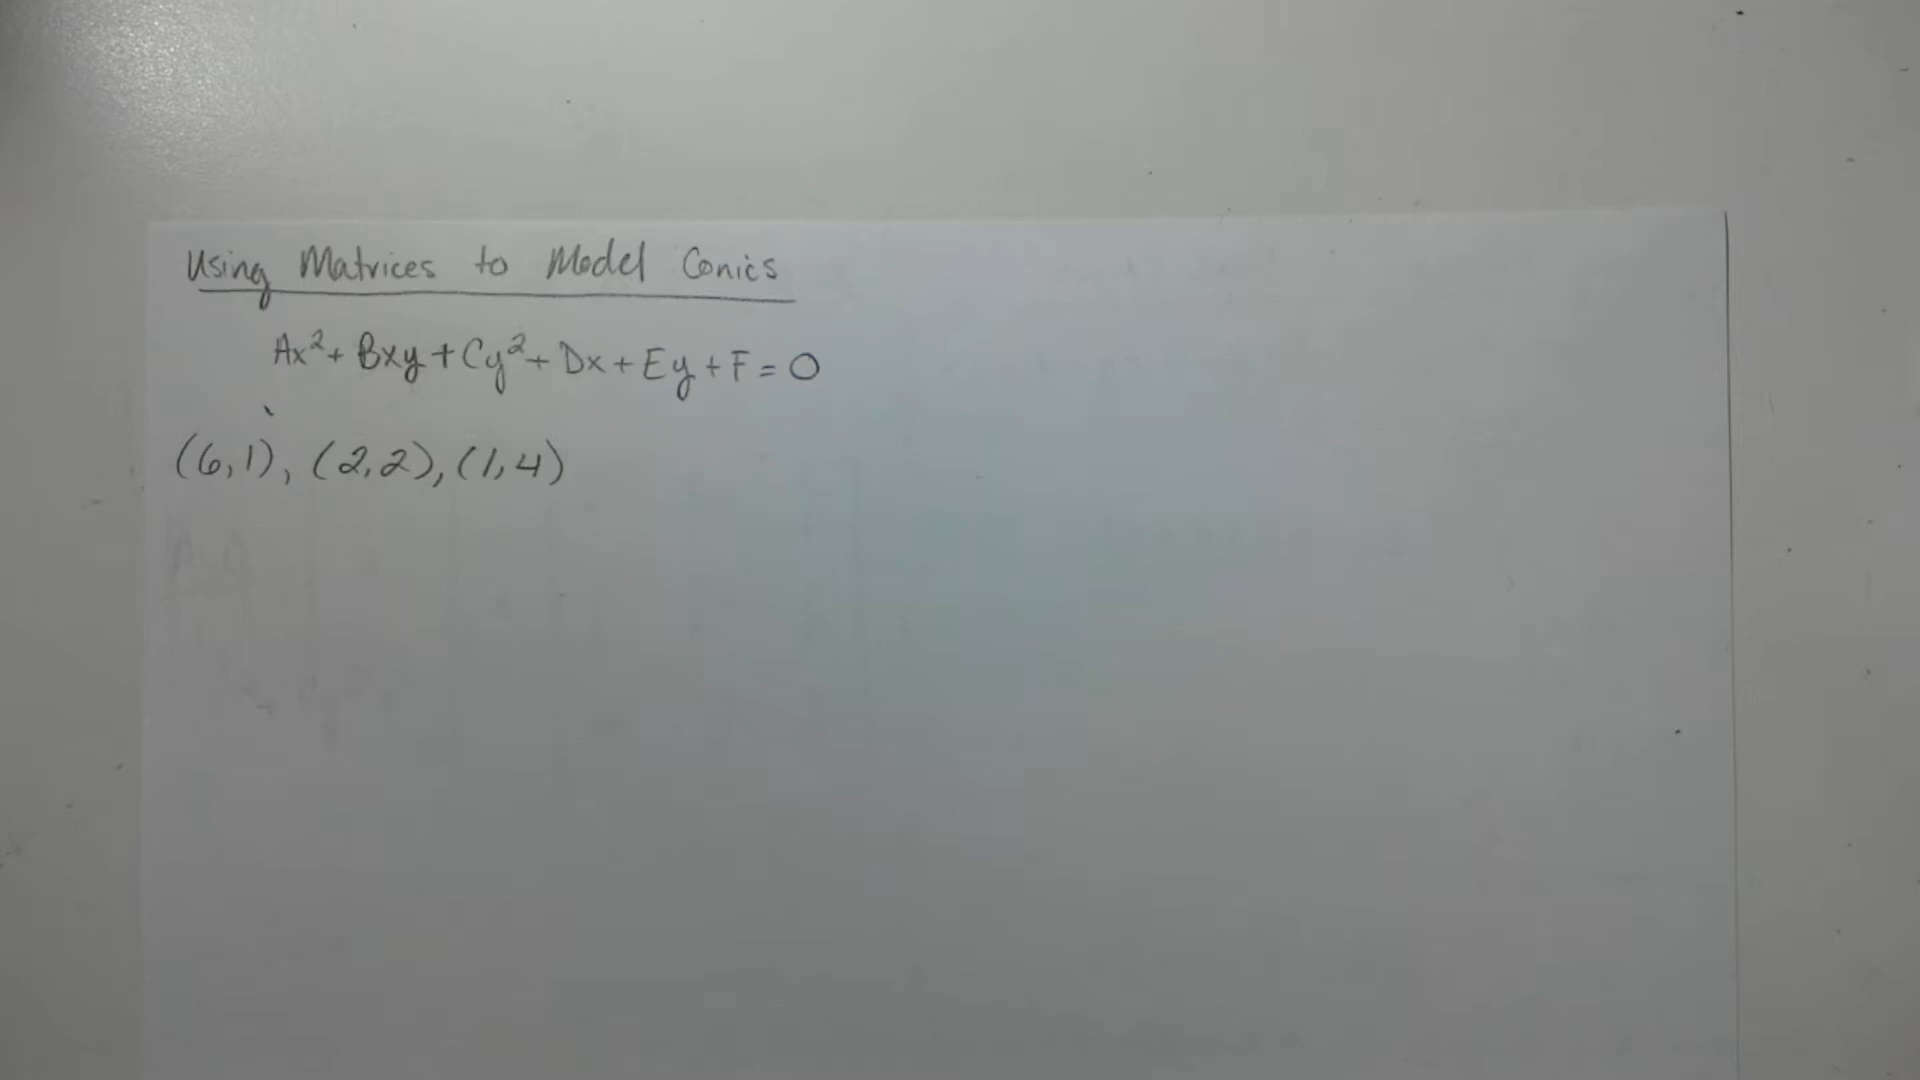 Using Matrices to Model Conics
Ax² + Bxy + Cy² + Dx + Ey + F = 0
(6,1), (2,2), (1,4)